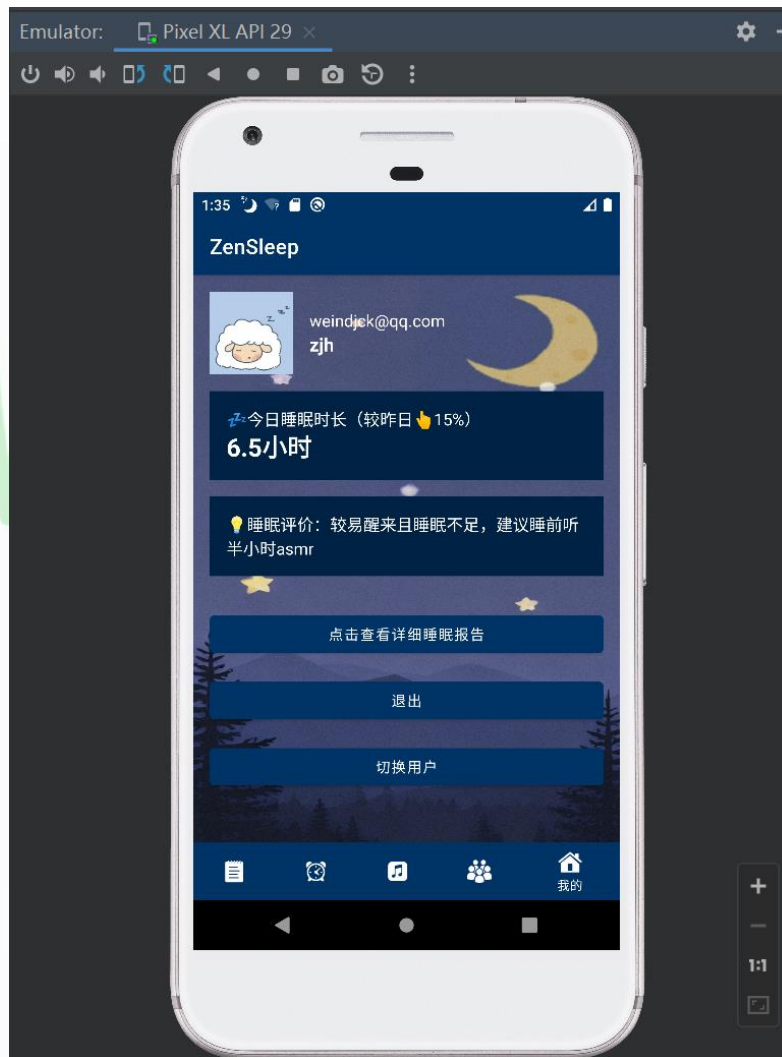 Emulator: Pixel XL API 29
1:35
ZenSleep
weindjck@qq.com
zjh
💤今日睡眠时长（较昨日👆15%）
6.5小时
💡睡眠评价：较易醒来且睡眠不足，建议睡前听
半小时asmr
点击查看详细睡眠报告
退出
切换用户
我的
1:1